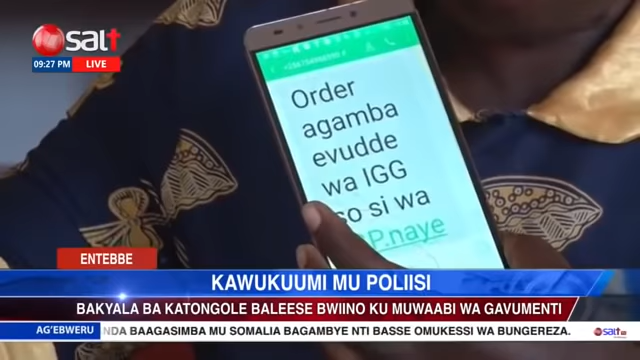 salt
09:27 PM LIVE
Order
agamba
evudde
wa IGG
so si wa
P.naye
ENTEBBE
KAWUKUUMI MU POLIISI
BAKYALA BA KATONGOLE BALEESE BWIINO KU MUWAABI WA GAVUMENTI
AG'EBWERU NDA BAAGASIMBA MU SOMALIA BAGAMBYE NTI BASSE OMUKESSI WA BUNGEREZA. salt